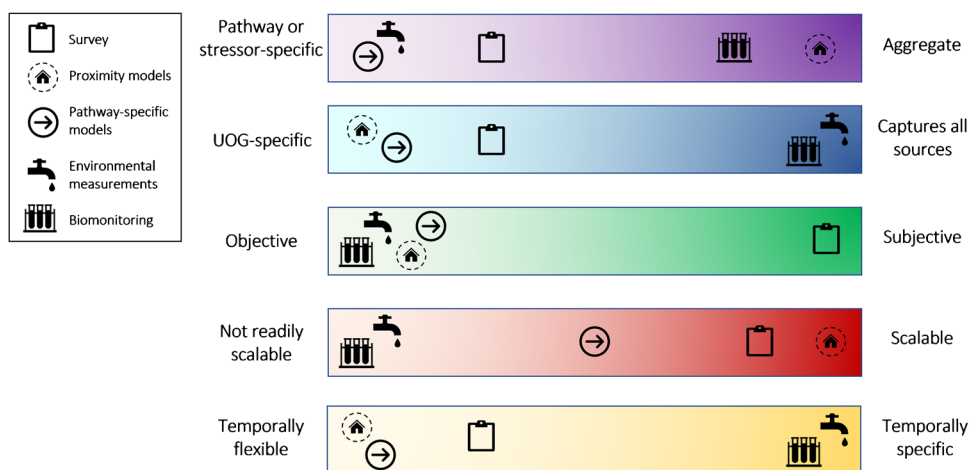 Survey
Proximity models
Pathway-specific
models
Environmental
measurements
Biomonitoring
Pathway or
stressor-specific
Aggregate
UOG-specific
Captures all
sources
Objective
Subjective
Not readily
scalable
Scalable
Temporally
flexible
Temporally
specific